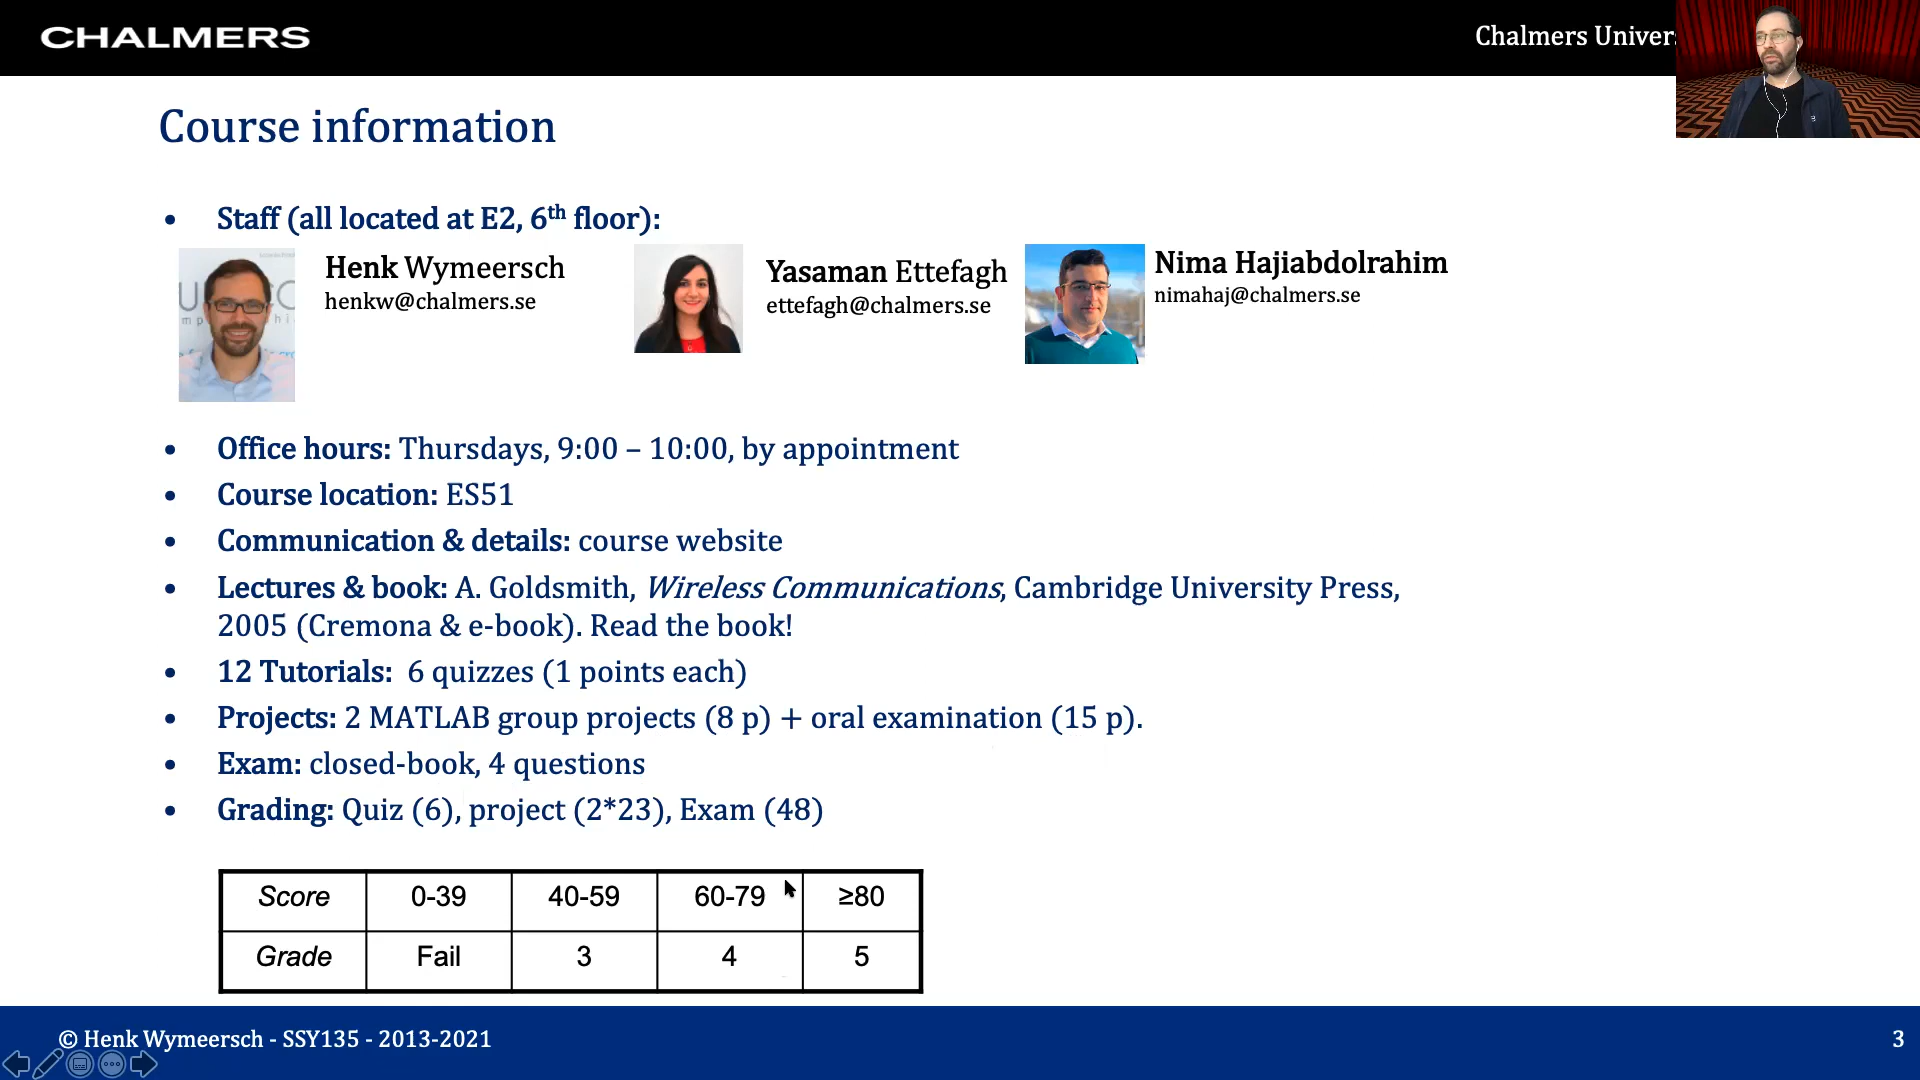 CHALMERS
Chalmers Univers
Course information
• Staff (all located at E2, 6th floor):
Henk Wymeersch
henkw@chalmers.se
Yasaman Ettefagh
ettefagh@chalmers.se
Nima Hajiabdolrahim
nimahaj@chalmers.se
• Office hours: Thursdays, 9:00 – 10:00, by appointment
• Course location: ES51
• Communication & details: course website
• Lectures & book: A. Goldsmith, Wireless Communications, Cambridge University Press,
2005 (Cremona & e-book). Read the book!
• 12 Tutorials: 6 quizzes (1 points each)
• Projects: 2 MATLAB group projects (8 p) + oral examination (15 p).
• Exam: closed-book, 4 questions
• Grading: Quiz (6), project (2*23), Exam (48)
Score 0-39 40-59 60-79 ≥80
Grade Fail 3 4 5
© Henk Wymeersch - SSY135 - 2013-2021
3